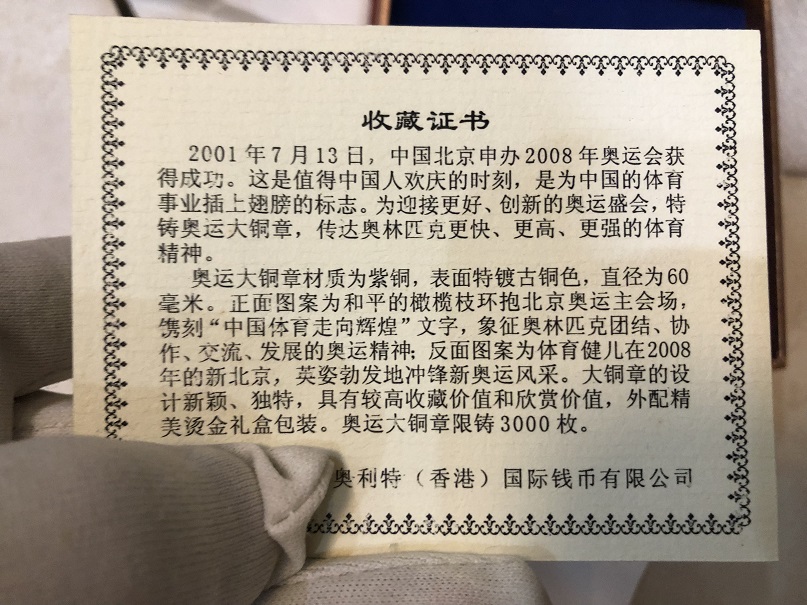 收藏证书
2001年7月13日，中国北京申办2008年奥运会获
得成功。这是值得中国人欢庆的时刻，是为中国的体育
事业插上翅膀的标志。为迎接更好、创新的奥运盛会，特
铸奥运大铜章，传达奥林匹克更快、更高、更强的体育
精神。
奥运大铜章材质为紫铜，表面特镀古铜色，直径为60
毫米。正面图案为和平的橄榄枝环抱北京奥运主会场，
镌刻“中国体育走向辉煌”文字，象征奥林匹克团结、协
作、交流、发展的奥运精神；反面图案为体育健儿在2008
年的新北京，英姿勃发地冲锋新奥运风采。大铜章的设
计新颖、独特，具有较高收藏价值和欣赏价值，外配精
美烫金礼盒包装。奥运大铜章限铸3000枚。
奥利特（香港）国际钱币有限公司